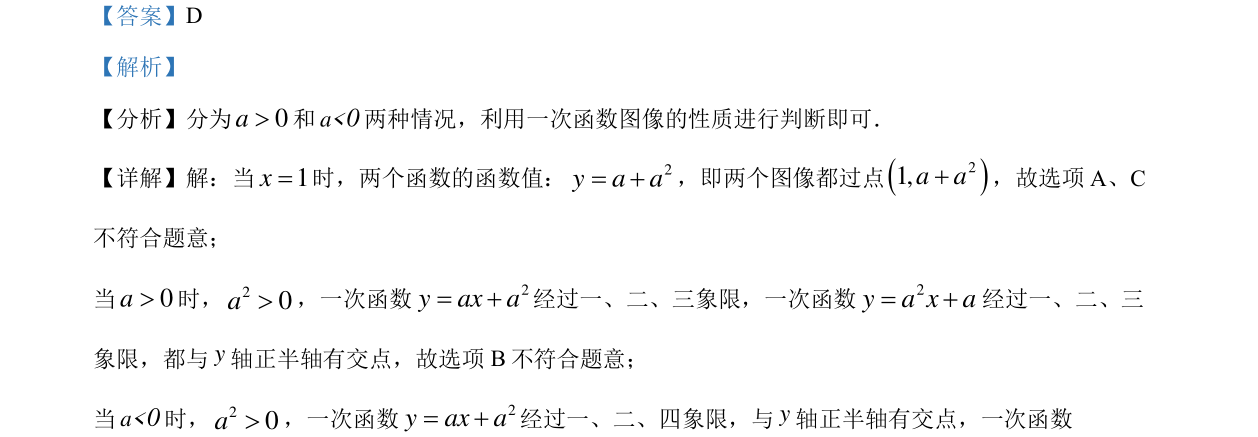 【答案】D
【解析】
【分析】分为a > 0和a<0两种情况，利用一次函数图像的性质进行判断即可．
【详解】解：当x = 1时，两个函数的函数值：y = a + a²，即两个图像都过点(1, a + a²)，故选项 A、C
不符合题意；
当a > 0时，a² > 0，一次函数y = ax + a²经过一、二、三象限，一次函数y = a²x + a经过一、二、三
象限，都与y轴正半轴有交点，故选项 B 不符合题意；
当a<0时，a² > 0，一次函数y = ax + a²经过一、二、四象限，与y轴正半轴有交点，一次函数